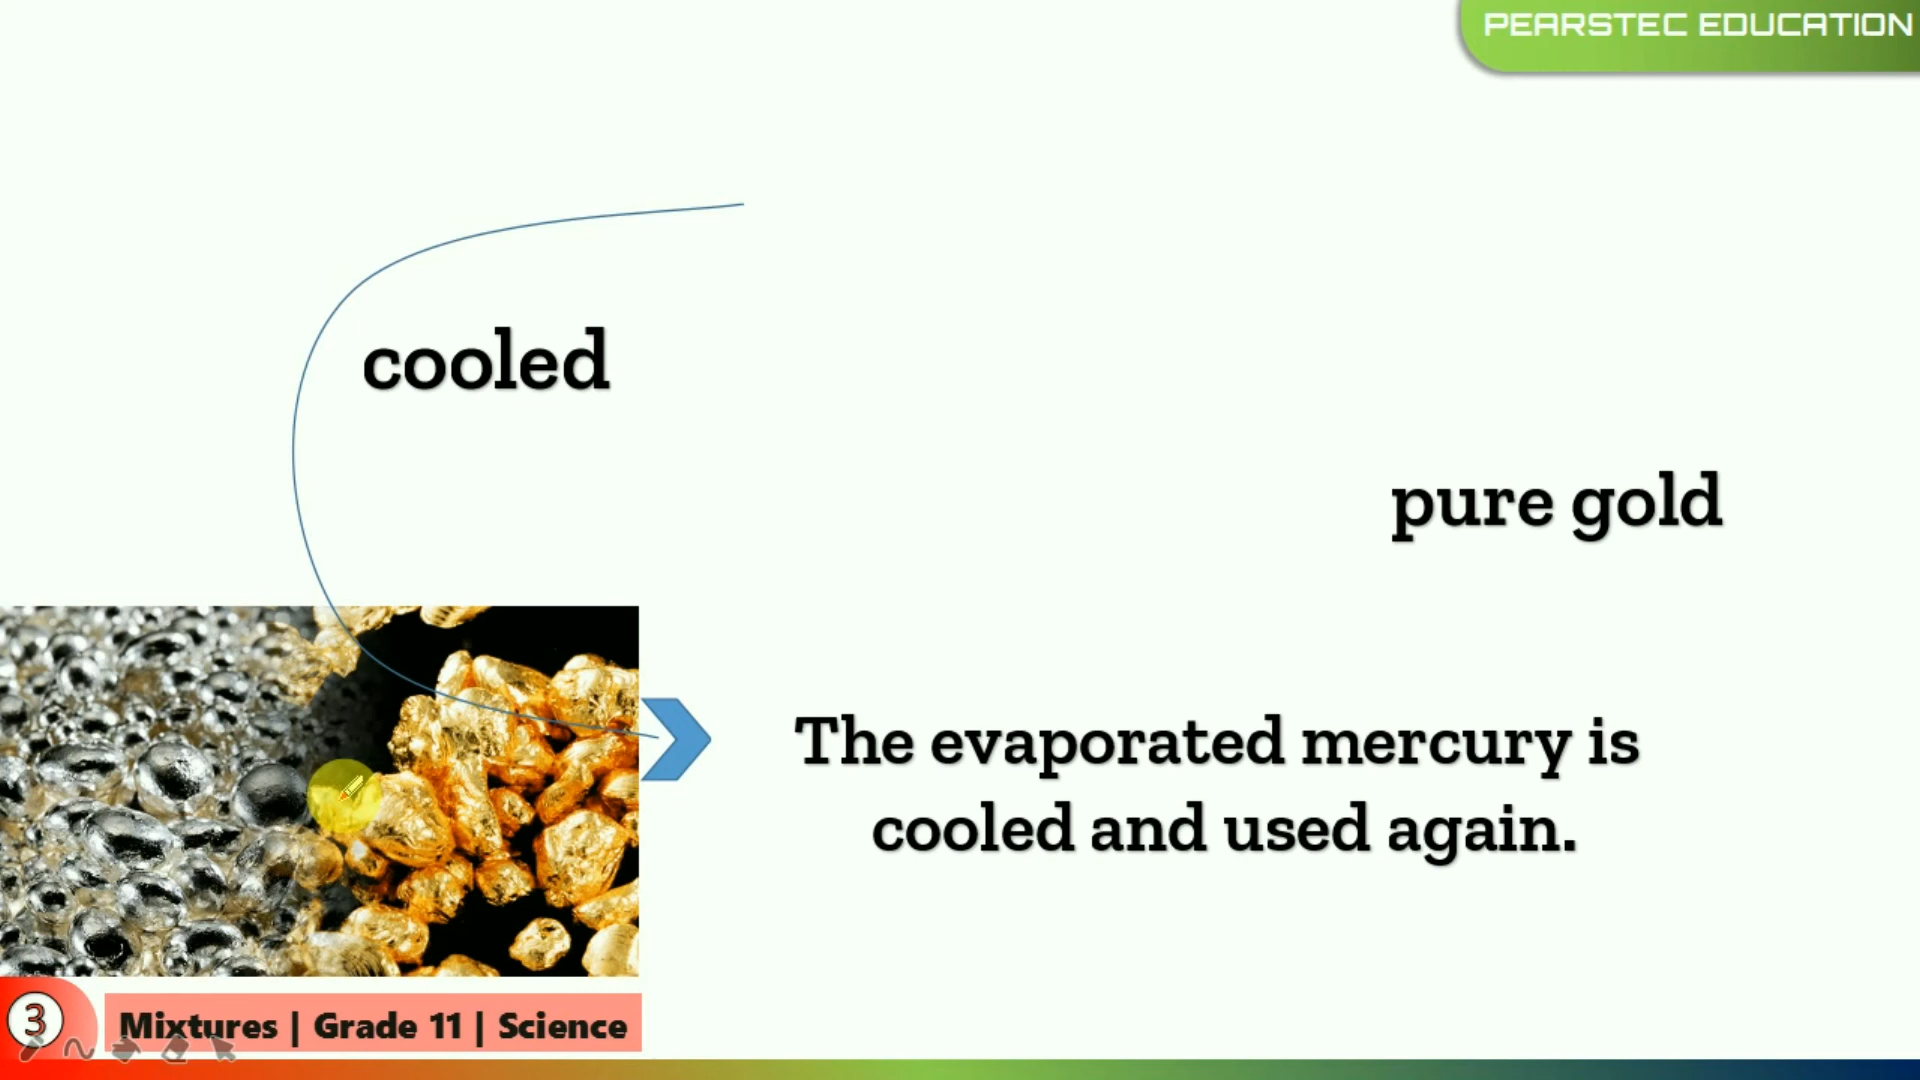 PEARSTEC EDUCATION
cooled
pure gold
The evaporated mercury is
cooled and used again.
3
Mixtures | Grade 11 | Science